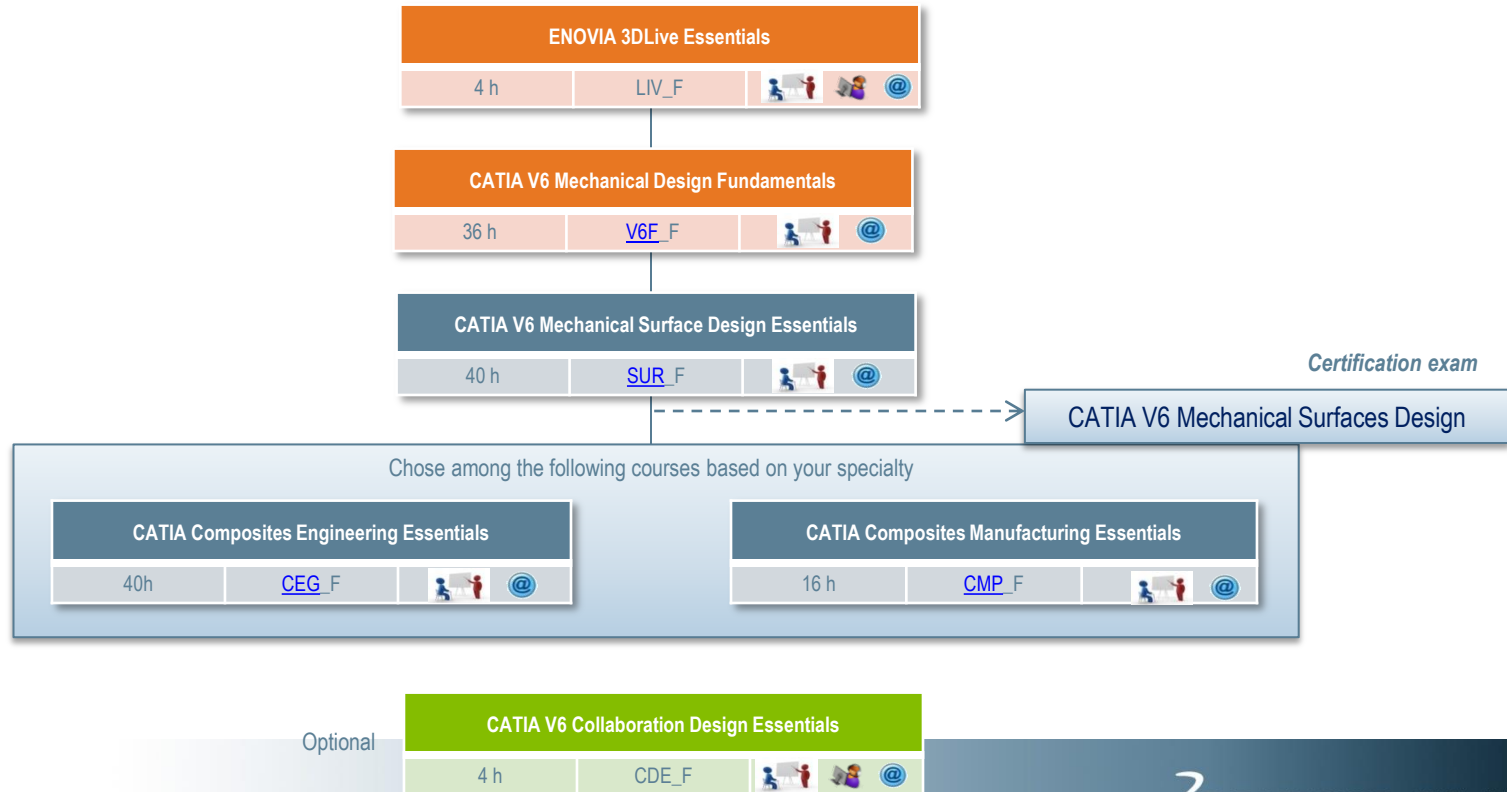 ENOVIA 3DLive Essentials
4 h LIV_F @
CATIA V6 Mechanical Design Fundamentals
36 h V6F_F @
CATIA V6 Mechanical Surface Design Essentials
40 h SUR_F @
Certification exam
CATIA V6 Mechanical Surfaces Design
Chose among the following courses based on your specialty
CATIA Composites Engineering Essentials
40h CEG_F @
CATIA Composites Manufacturing Essentials
16 h CMP_F @
Optional
CATIA V6 Collaboration Design Essentials
4 h CDE_F @